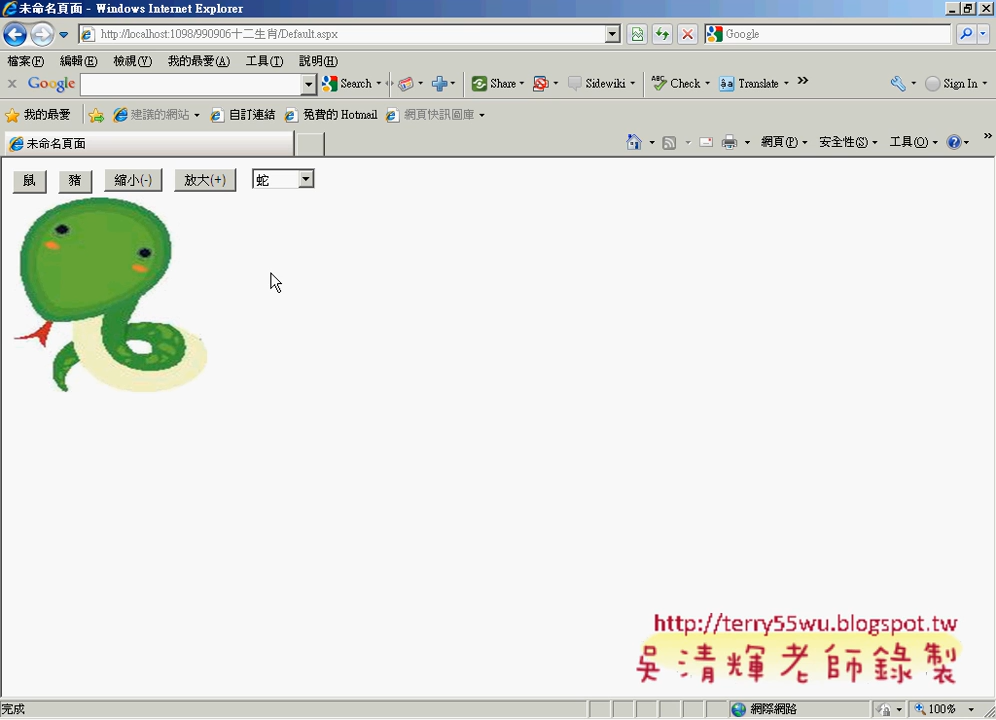 未命名頁面 - Windows Internet Explorer
http://localhost:1098/990906十二生肖/Default.aspx
Google
檔案(F) 編輯(E) 檢視(V) 我的最愛(A) 工具(T) 說明(H)
x Google Search Share Sidewiki Check Translate » Sign In
我的最愛 建議的網站 自訂連結 免費的 Hotmail 網頁快訊圖庫
未命名頁面 網頁(P) 安全性(S) 工具(O) »
鼠 豬 縮小(-) 放大(+) 蛇
http://terry55wu.blogspot.tw
吳清輝老師錄製
完成 網際網路 100%